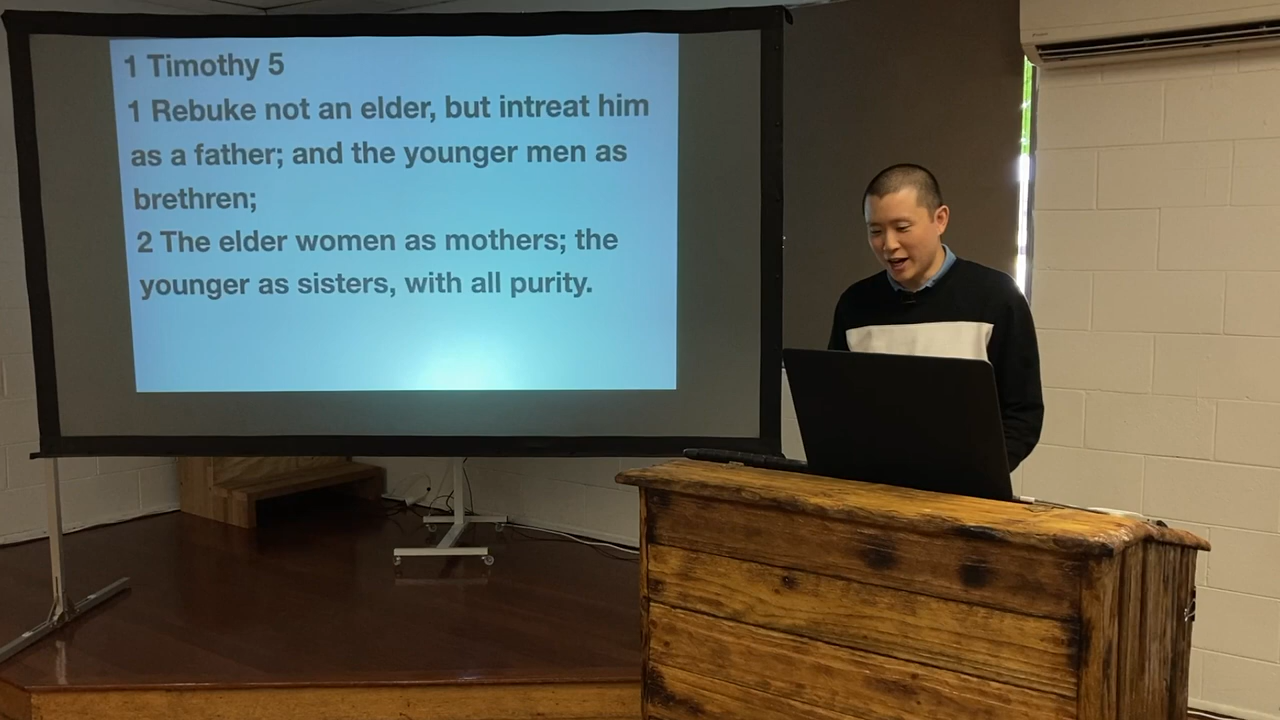 1 Timothy 5
1 Rebuke not an elder, but intreat him
as a father; and the younger men as
brethren;
2 The elder women as mothers; the
younger as sisters, with all purity.